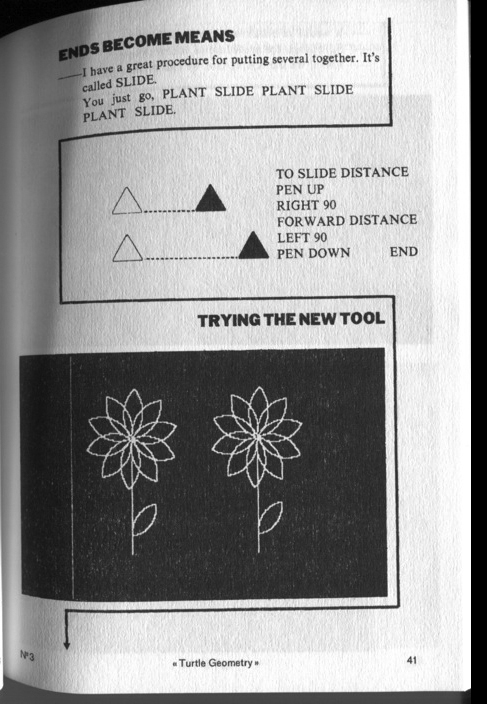 ENDS BECOME MEANS
—I have a great procedure for putting several together. It's
called SLIDE.
You just go, PLANT SLIDE PLANT SLIDE
PLANT SLIDE.
TO SLIDE DISTANCE
PEN UP
RIGHT 90
FORWARD DISTANCE
LEFT 90
PEN DOWN END
TRYING THE NEW TOOL
Nº3
« Turtle Geometry »
41